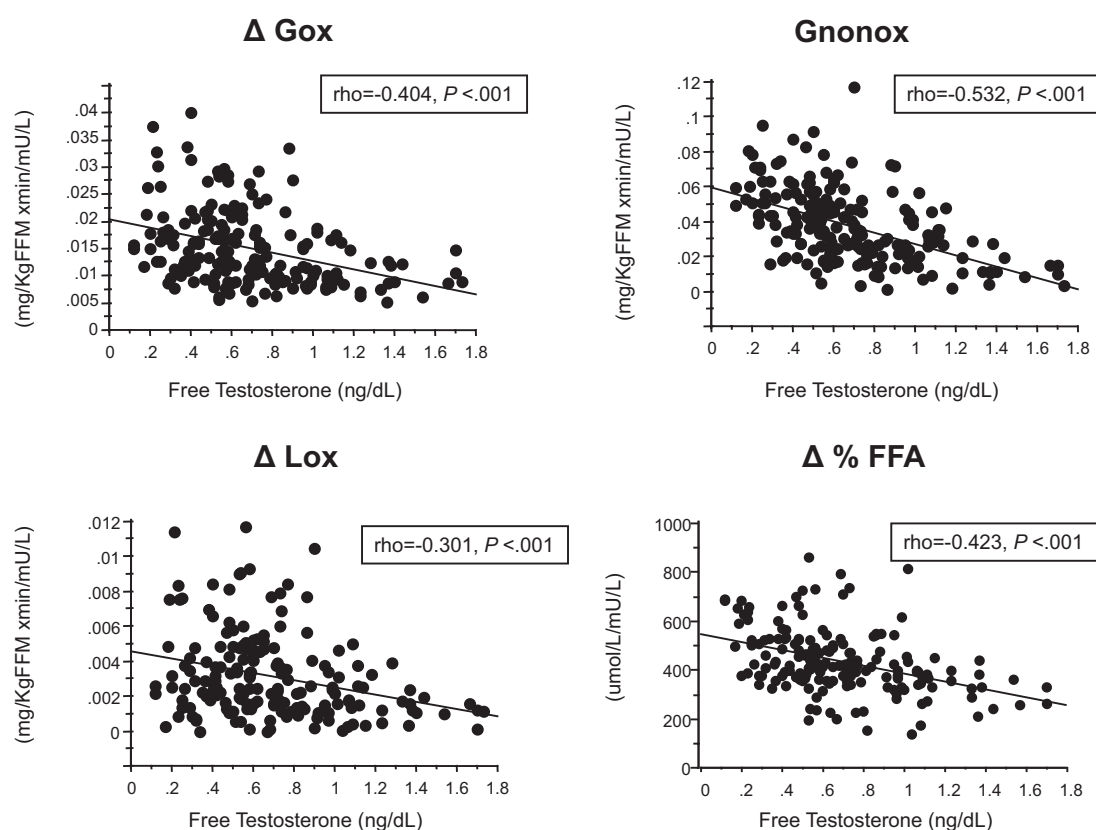 Δ Gox
rho=-0.404, P <.001
(mg/KgFFM xmin/mU/L)
.04
.035
.03
.025
.02
.015
.01
.005
0
0 .2 .4 .6 .8 1 1.2 1.4 1.6 1.8
Free Testosterone (ng/dL)
Gnonox
rho=-0.532, P <.001
(mg/KgFFM xmin/mU/L)
.12
.1
.08
.06
.04
.02
0
0 .2 .4 .6 .8 1 1.2 1.4 1.6 1.8
Free Testosterone (ng/dL)
Δ Lox
rho=-0.301, P <.001
(mg/KgFFM xmin/mU/L)
.012
.01
.008
.006
.004
.002
0
0 .2 .4 .6 .8 1 1.2 1.4 1.6 1.8
Free Testosterone (ng/dL)
Δ % FFA
rho=-0.423, P <.001
(umol/L/mU/L)
1000
800
600
400
200
0
0 .2 .4 .6 .8 1 1.2 1.4 1.6 1.8
Free Testosterone (ng/dL)